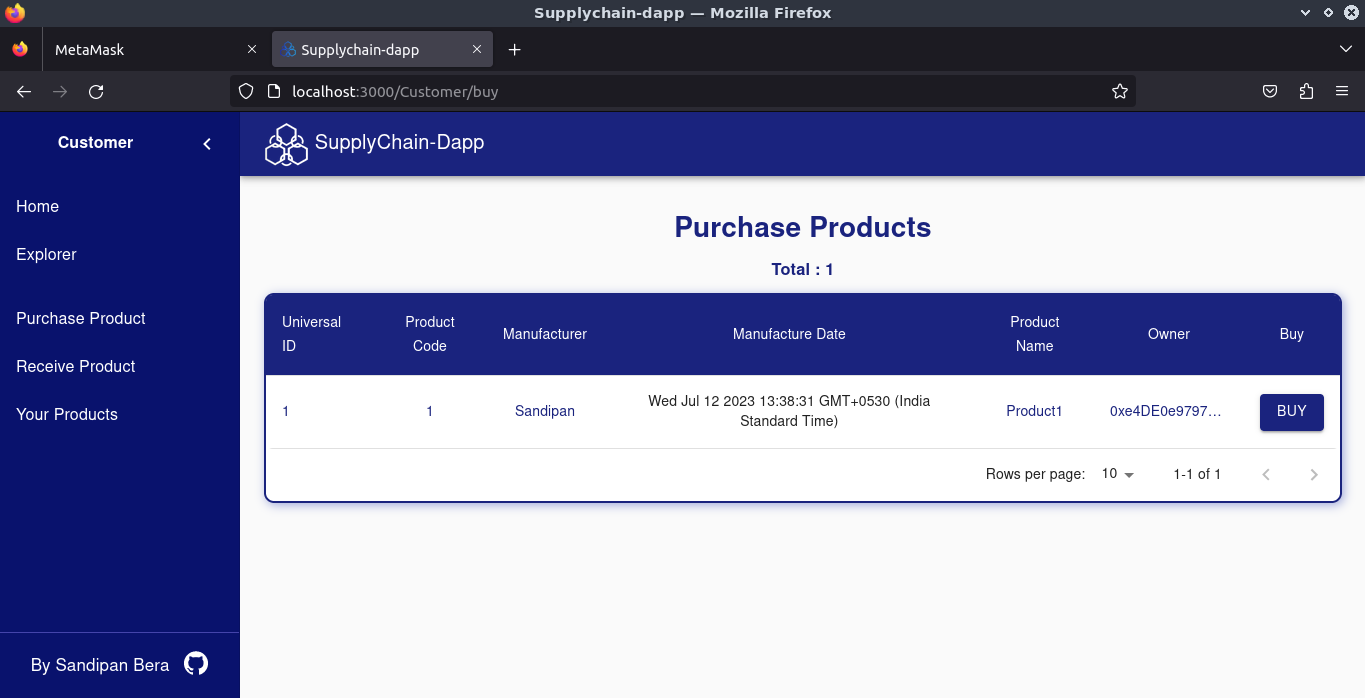 Supplychain-dapp — Mozilla Firefox
MetaMask
Supplychain-dapp
localhost:3000/Customer/buy
Customer
SupplyChain-Dapp
Home
Explorer
Purchase Product
Receive Product
Your Products
By Sandipan Bera
Purchase Products
Total : 1
Universal
ID
Product
Code
Manufacturer
Manufacture Date
Product
Name
Owner
Buy
1
1
Sandipan
Wed Jul 12 2023 13:38:31 GMT+0530 (India
Standard Time)
Product1
0xe4DE0e9797...
BUY
Rows per page:
10
1-1 of 1